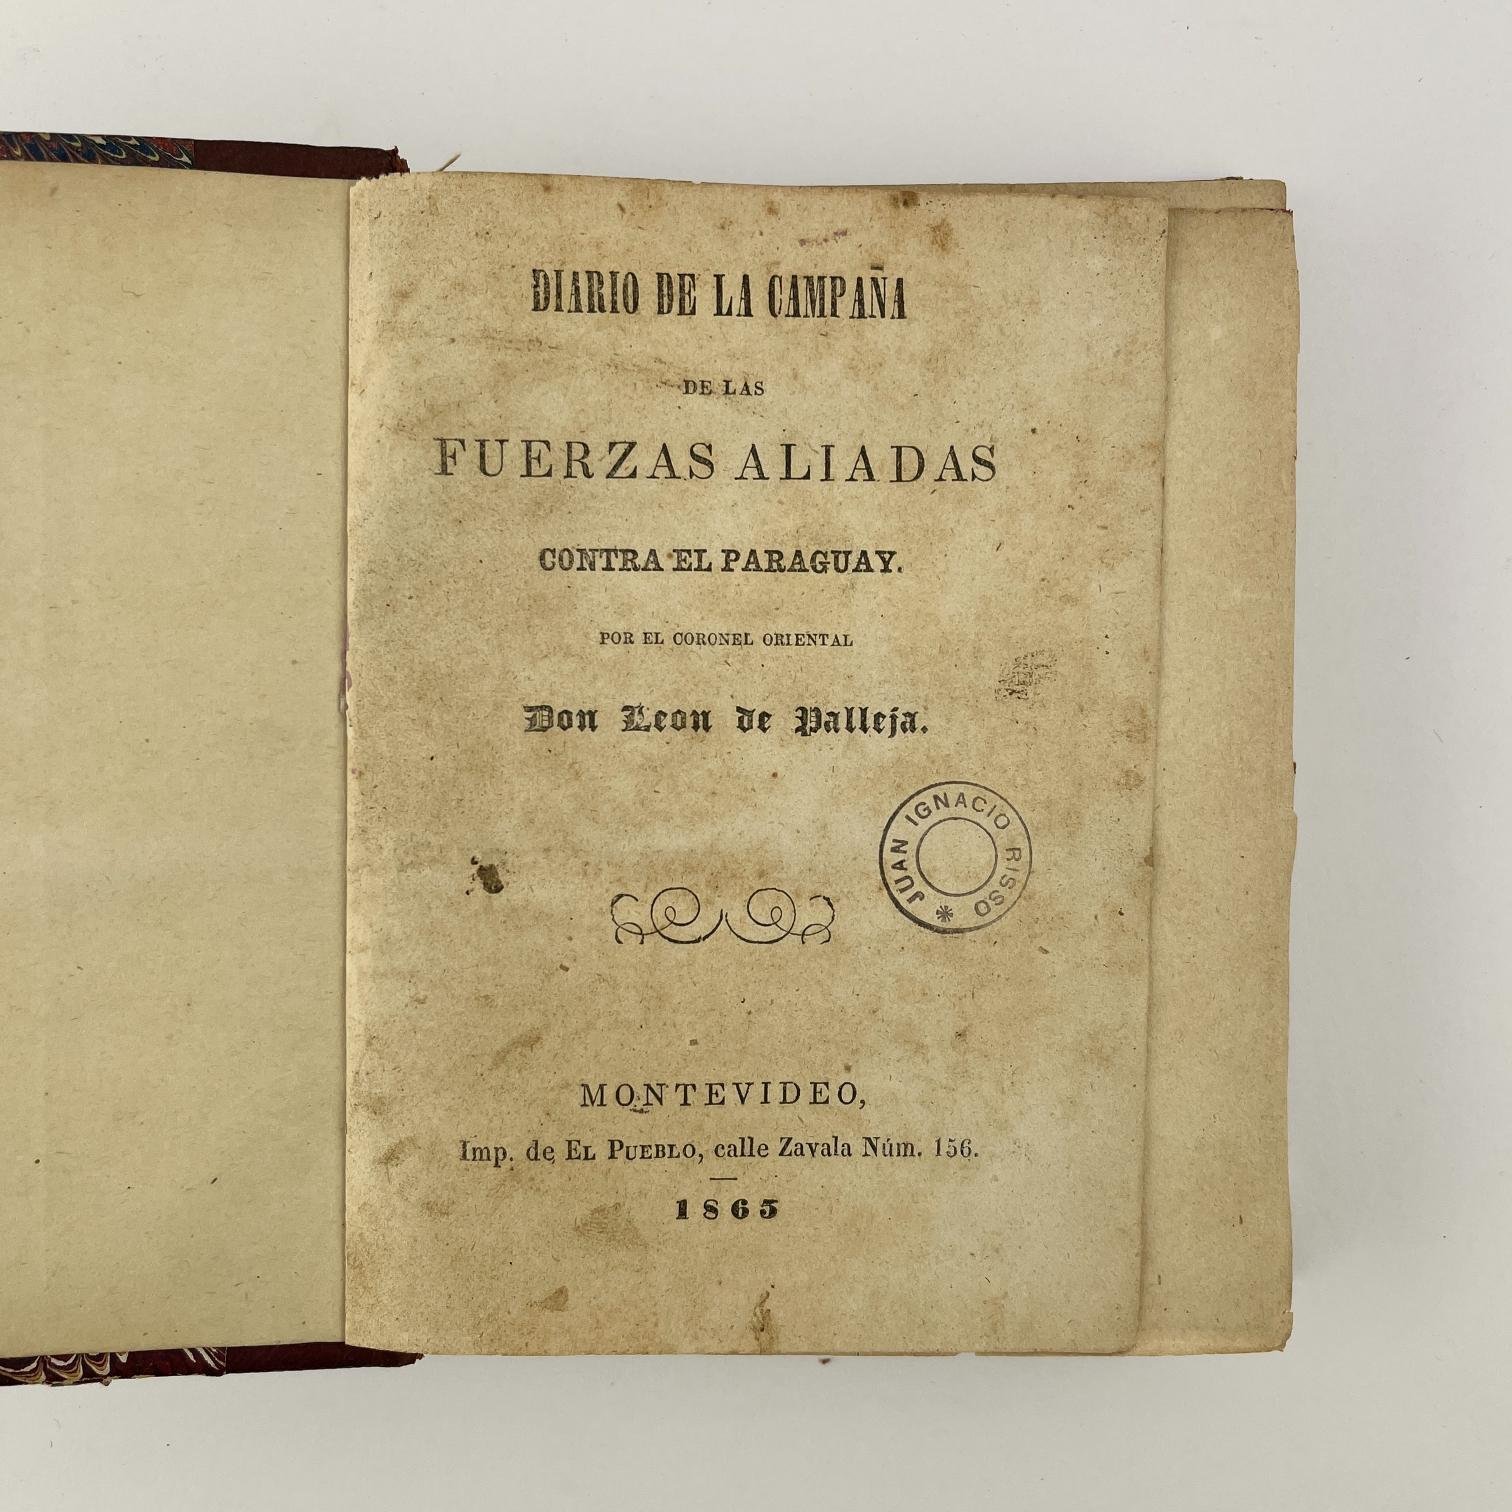 DIARIO DE LA CAMPAÑA
DE LAS
FUERZAS ALIADAS
CONTRA EL PARAGUAY.
POR EL CORONEL ORIENTAL
Don Leon de Palleja.
JUAN IGNACIO RISSO *
MONTEVIDEO,
Imp. de EL PUEBLO, calle Zavala Núm. 156.
1865